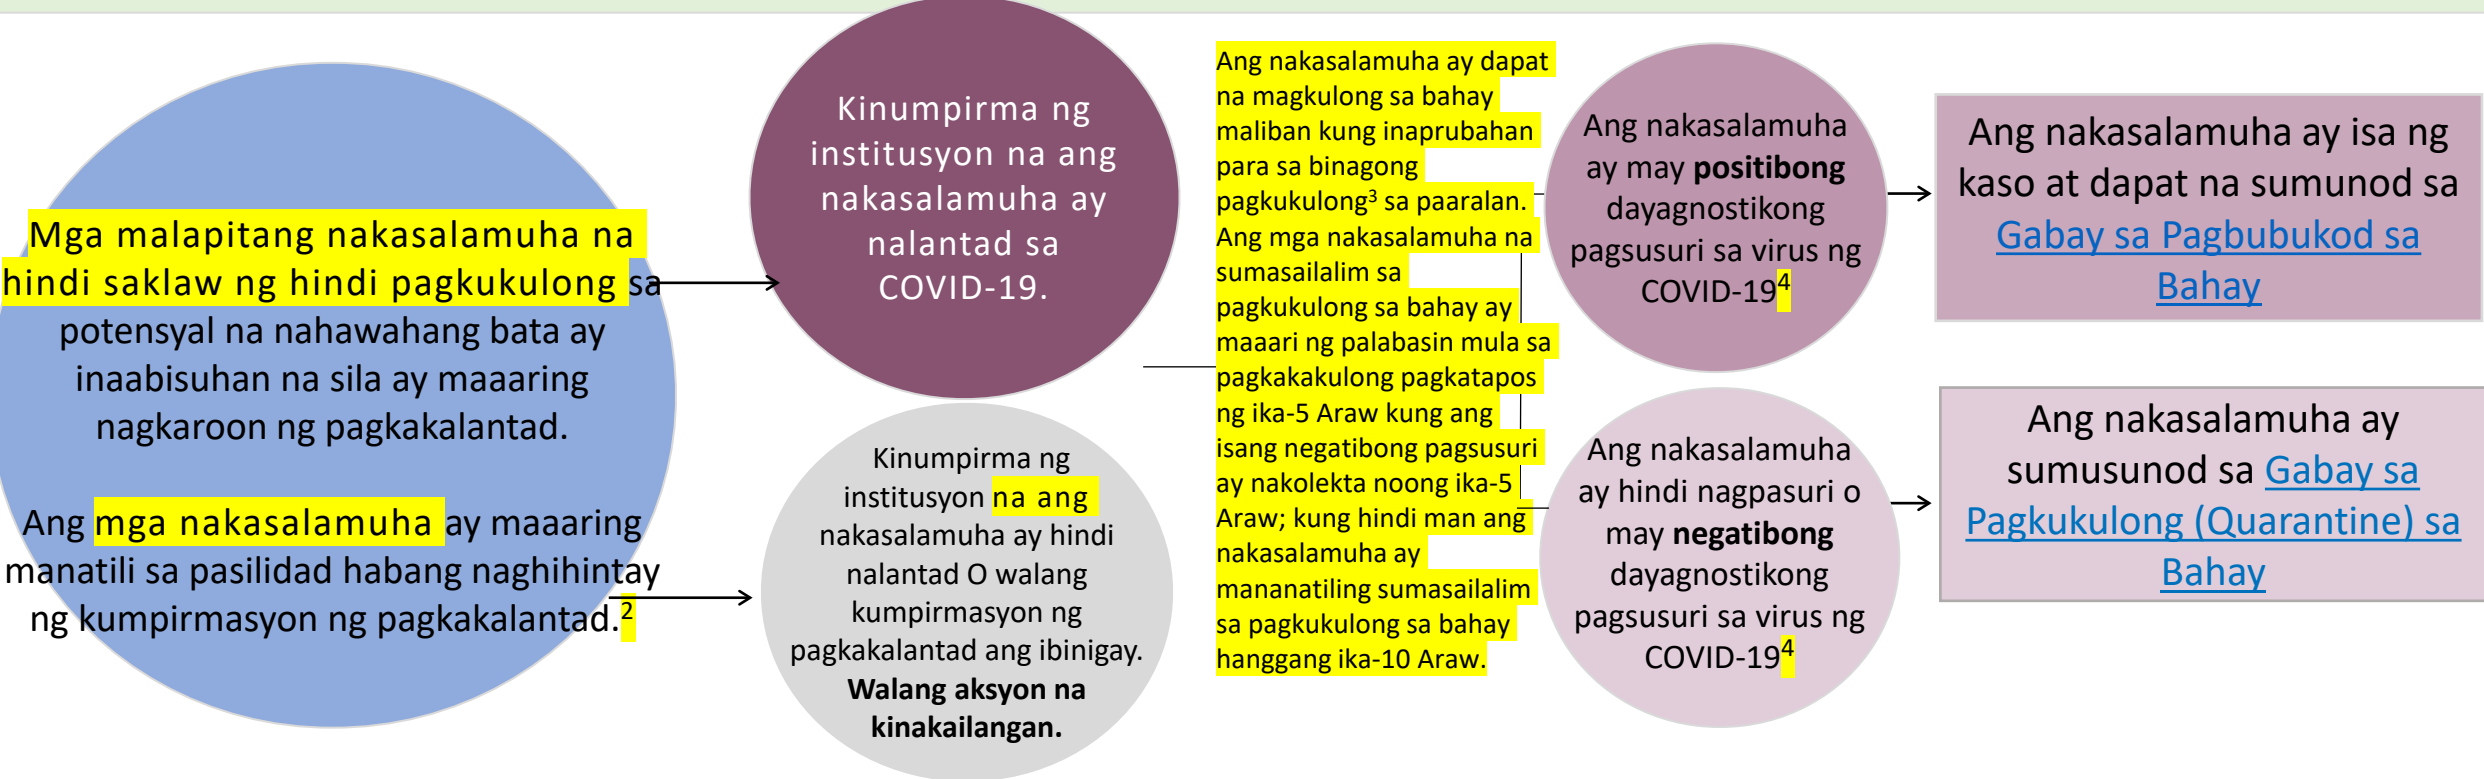 Mga malapitang nakasalamuha na
hindi saklaw ng hindi pagkukulong sa
potensyal na nahawahang bata ay
inaabisuhan na sila ay maaaring
nagkaroon ng pagkakalantad.
Ang mga nakasalamuha ay maaaring
manatili sa pasilidad habang naghihintay
ng kumpirmasyon ng pagkakalantad.²
Kinumpirma ng
institusyon na ang
nakasalamuha ay
nalantad sa
COVID-19.
Kinumpirma ng
institusyon na ang
nakasalamuha ay hindi
nalantad O walang
kumpirmasyon ng
pagkakalantad ang ibinigay.
Walang aksyon na
kinakailangan.
Ang nakasalamuha ay dapat
na magkulong sa bahay
maliban kung inaprubahan
para sa binagong
pagkukulong³ sa paaralan.
Ang mga nakasalamuha na
sumasailalim sa
pagkukulong sa bahay ay
maaari ng palabasin mula sa
pagkakakulong pagkatapos
ng ika-5 Araw kung ang
isang negatibong pagsusuri
ay nakolekta noong ika-5
Araw; kung hindi man ang
nakasalamuha ay
mananatiling sumasailalim
sa pagkukulong sa bahay
hanggang ika-10 Araw.
Ang nakasalamuha
ay may positibong
dayagnostikong
pagsusuri sa virus ng
COVID-19⁴
Ang nakasalamuha ay isa ng
kaso at dapat na sumunod sa
Gabay sa Pagbubukod sa
Bahay
Ang nakasalamuha
ay hindi nagpasuri o
may negatibong
dayagnostikong
pagsusuri sa virus ng
COVID-19⁴
Ang nakasalamuha ay
sumusunod sa Gabay sa
Pagkukulong (Quarantine) sa
Bahay